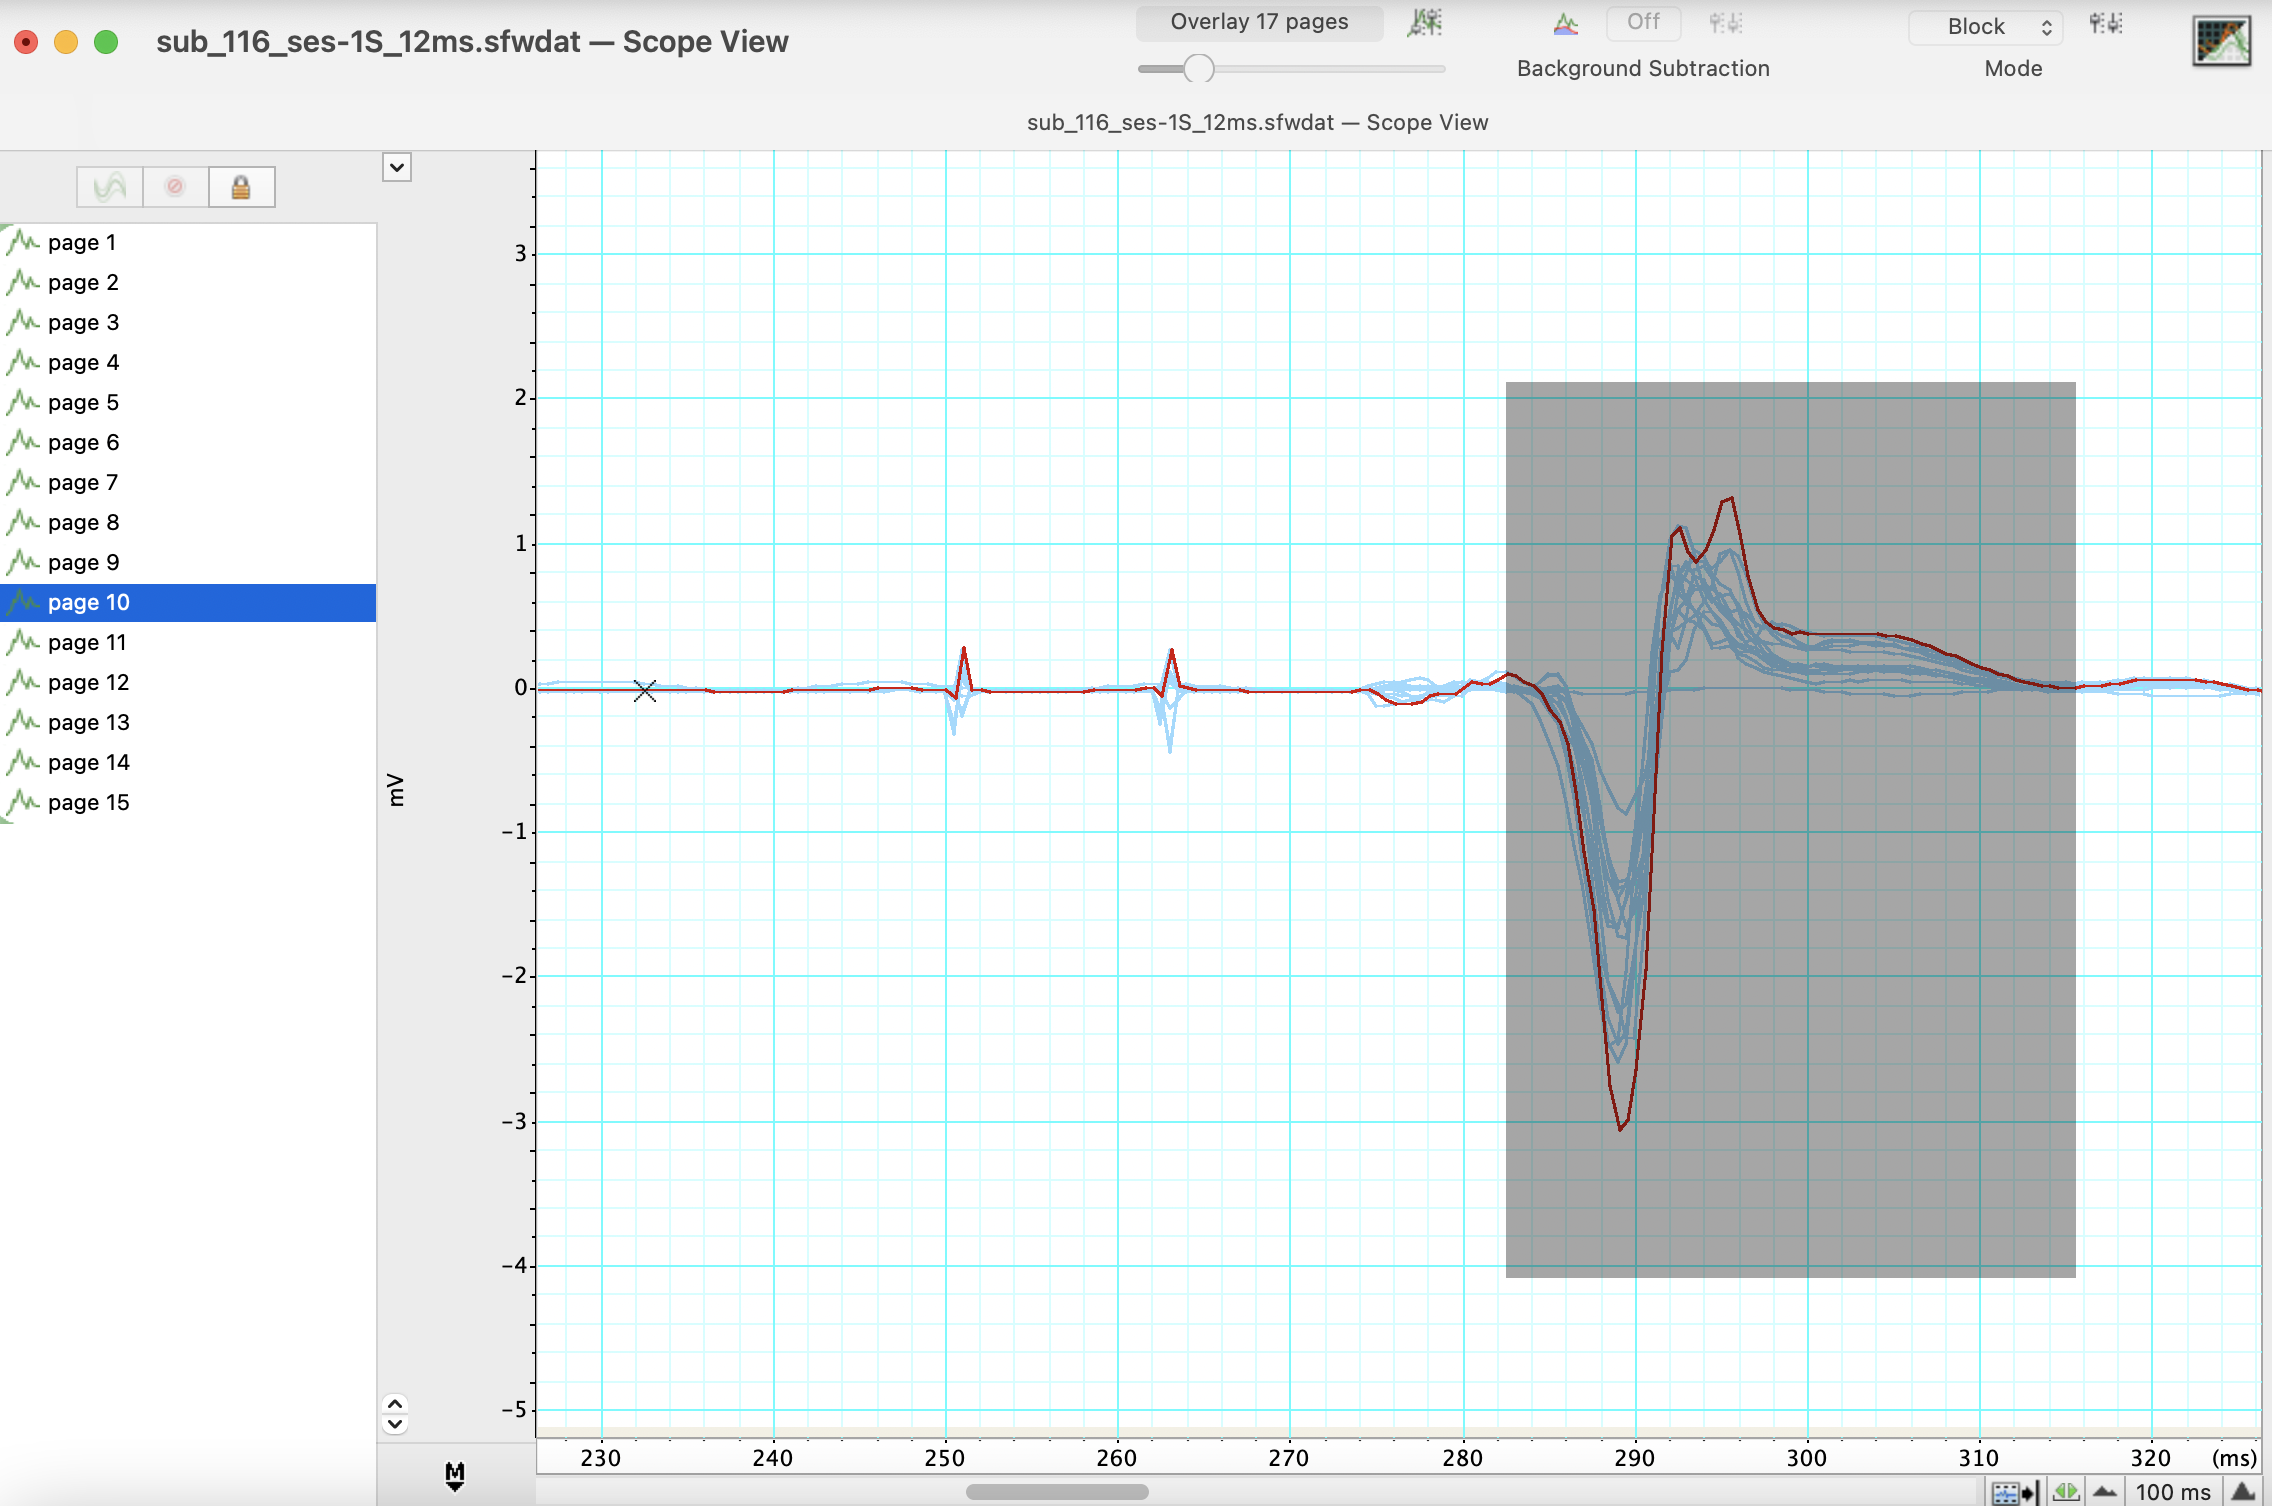 sub_116_ses-1S_12ms.sfwdat — Scope View
Overlay 17 pages
Off
Background Subtraction
Block
Mode
sub_116_ses-1S_12ms.sfwdat — Scope View
page 1
page 2
page 3
page 4
page 5
page 6
page 7
page 8
page 9
page 10
page 11
page 12
page 13
page 14
page 15
mV
3
2
1
0
−1
−2
−3
−4
−5
M
230 240 250 260 270 280 290 300 310 320 (ms)
100 ms